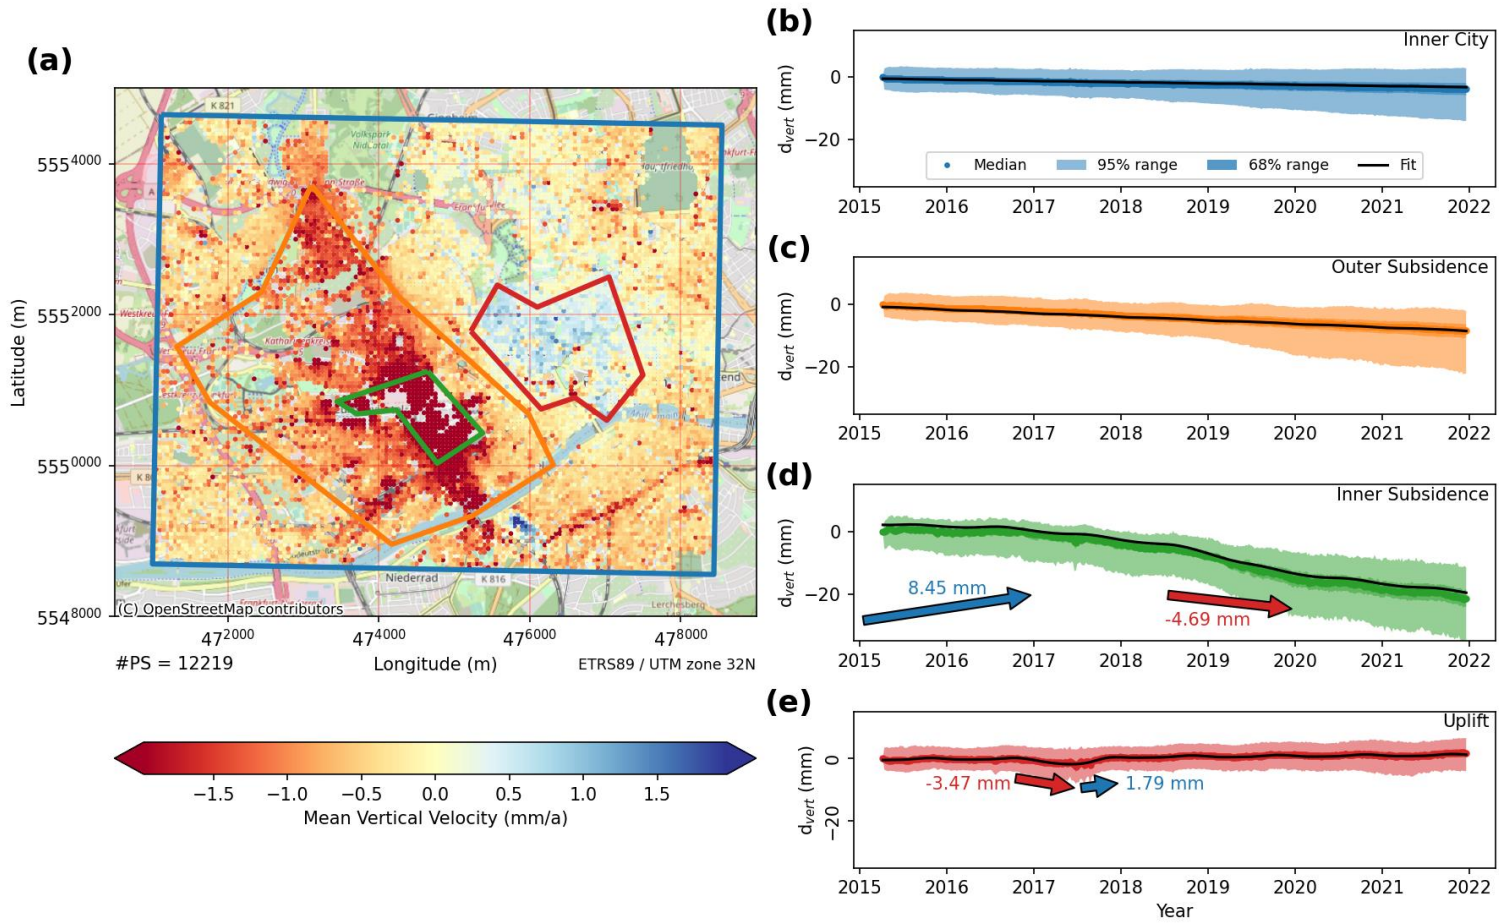 (a)
K 821
Volkspark
Niddatal
5554000
A
5552000
Latitude (m)
5550000
Niederrad
K 816
Lerchesberg
(C) OpenStreetMap contributors
5548000
472000 474000 476000 478000
#PS = 12219
Longitude (m)
ETRS89 / UTM zone 32N
−1.5 −1.0 −0.5 0.0 0.5 1.0 1.5
Mean Vertical Velocity (mm/a)
(b)
Inner City
0
−20
dvert (mm)
Median 95% range 68% range Fit
2015 2016 2017 2018 2019 2020 2021 2022
(c)
Outer Subsidence
0
−20
dvert (mm)
2015 2016 2017 2018 2019 2020 2021 2022
(d)
Inner Subsidence
0
−20
dvert (mm)
8.45 mm
-4.69 mm
2015 2016 2017 2018 2019 2020 2021 2022
(e)
Uplift
0
−20
dvert (mm)
-3.47 mm
1.79 mm
2015 2016 2017 2018 2019 2020 2021 2022
Year